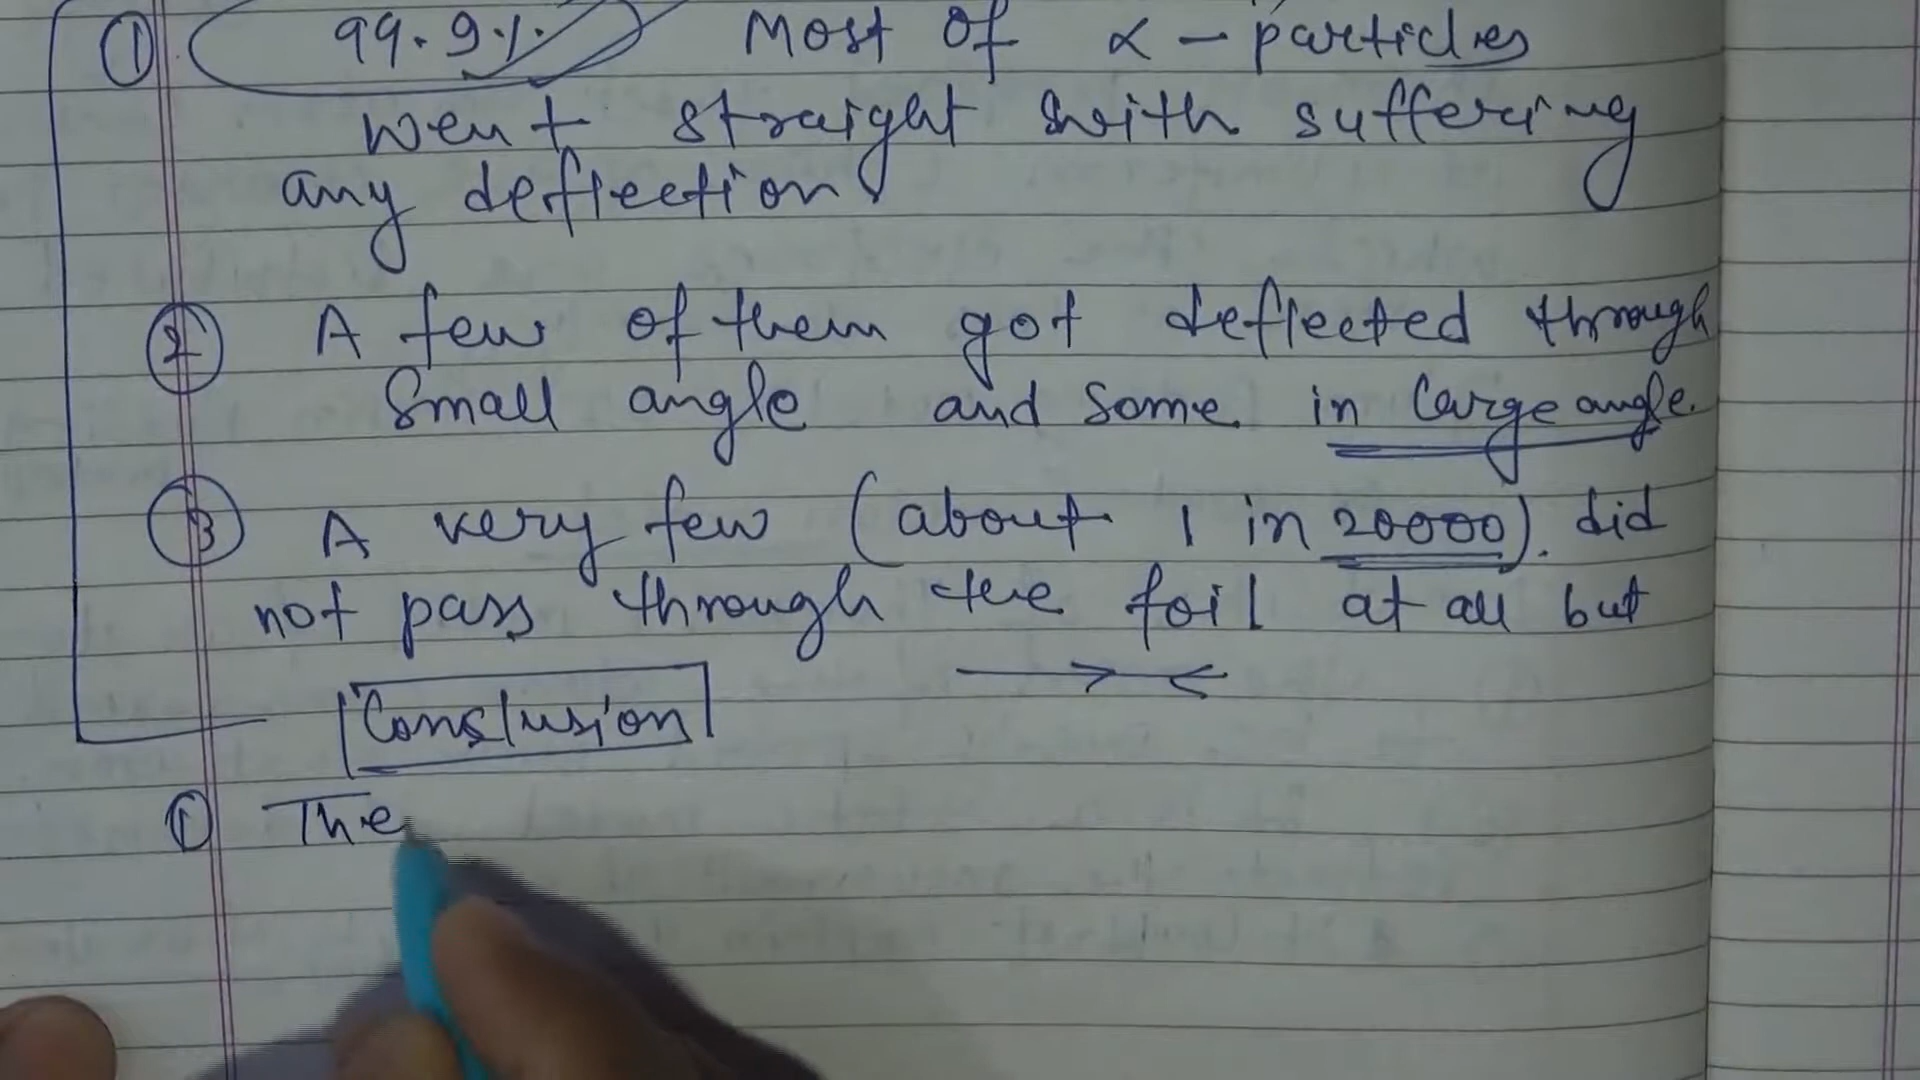 ① 99.9% Most of α-particles
went straight with suffering
any deflection
② A few of them got deflected through
small angle and some in large angle.
③ A very few (about 1 in 20000). did
not pass through the foil at all but
→ ←
Conslusion
① The